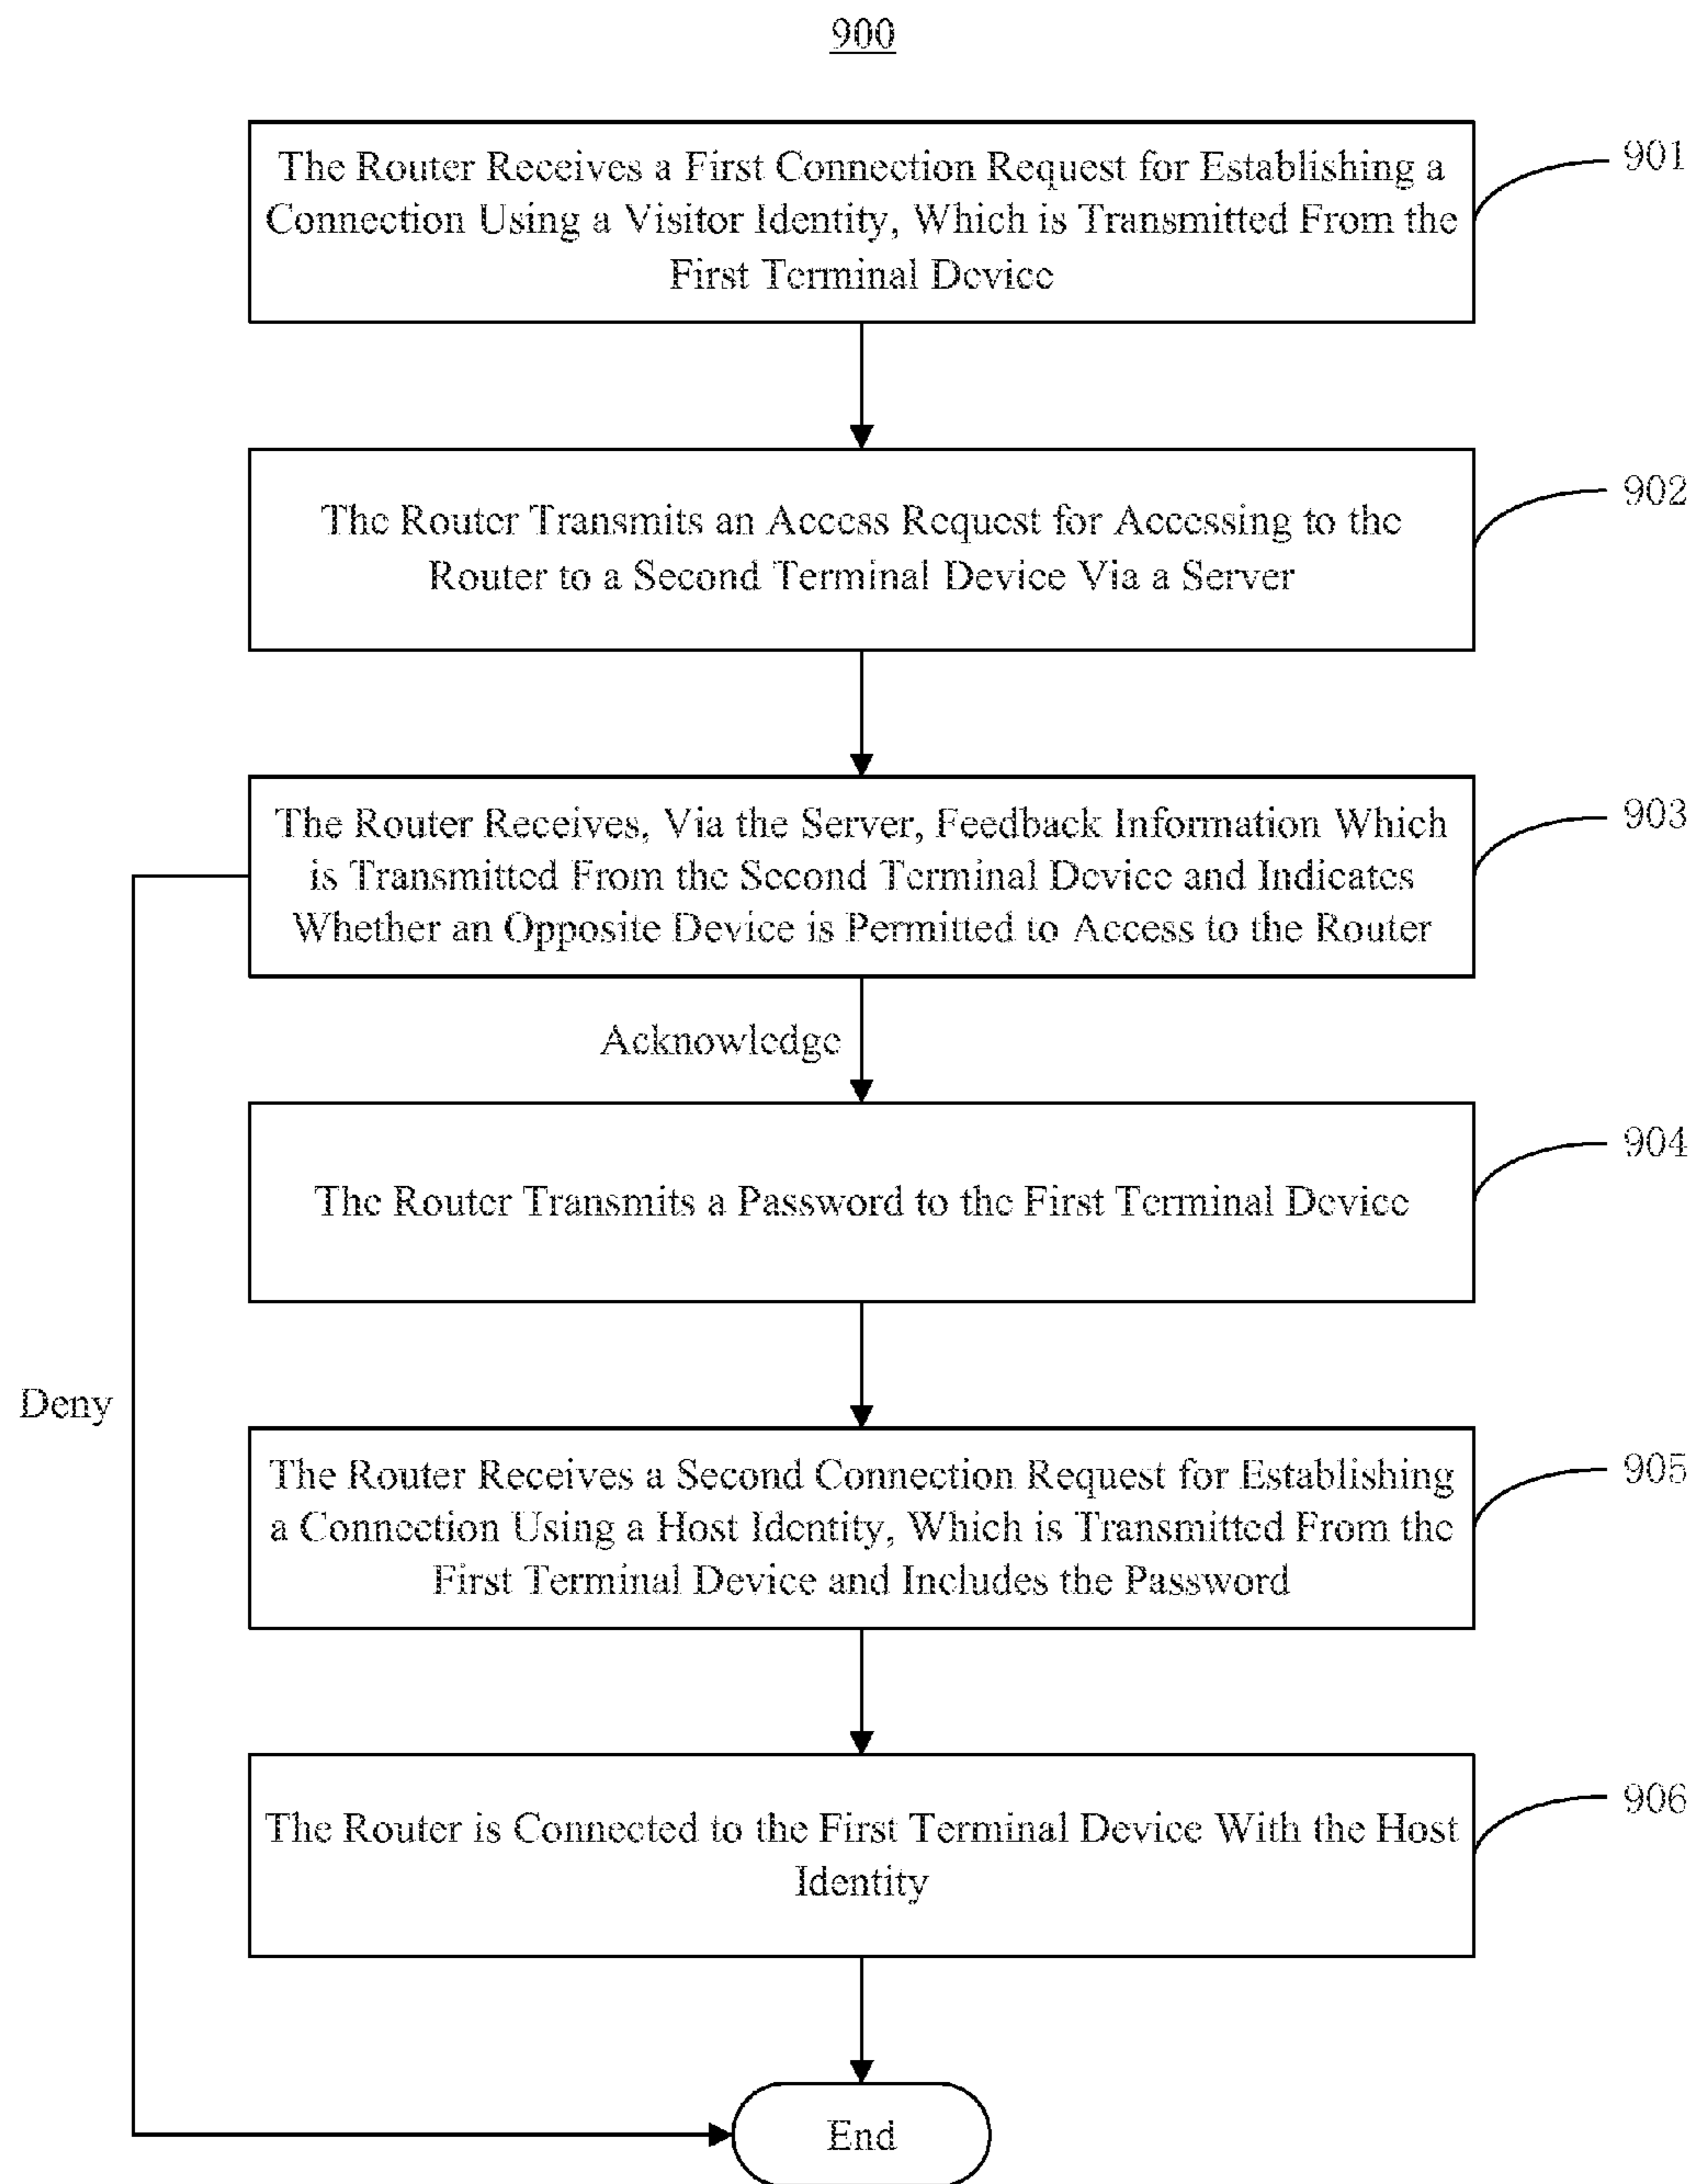 900
The Router Receives a First Connection Request for Establishing a
Connection Using a Visitor Identity, Which is Transmitted From the
First Terminal Device
901
The Router Transmits an Access Request for Accessing to the
Router to a Second Terminal Device Via a Server
902
The Router Receives, Via the Server, Feedback Information Which
is Transmitted From the Second Terminal Device and Indicates
Whether an Opposite Device is Permitted to Access to the Router
903
Acknowledge
The Router Transmits a Password to the First Terminal Device
904
Deny
The Router Receives a Second Connection Request for Establishing
a Connection Using a Host Identity, Which is Transmitted From the
First Terminal Device and Includes the Password
905
The Router is Connected to the First Terminal Device With the Host
Identity
906
End